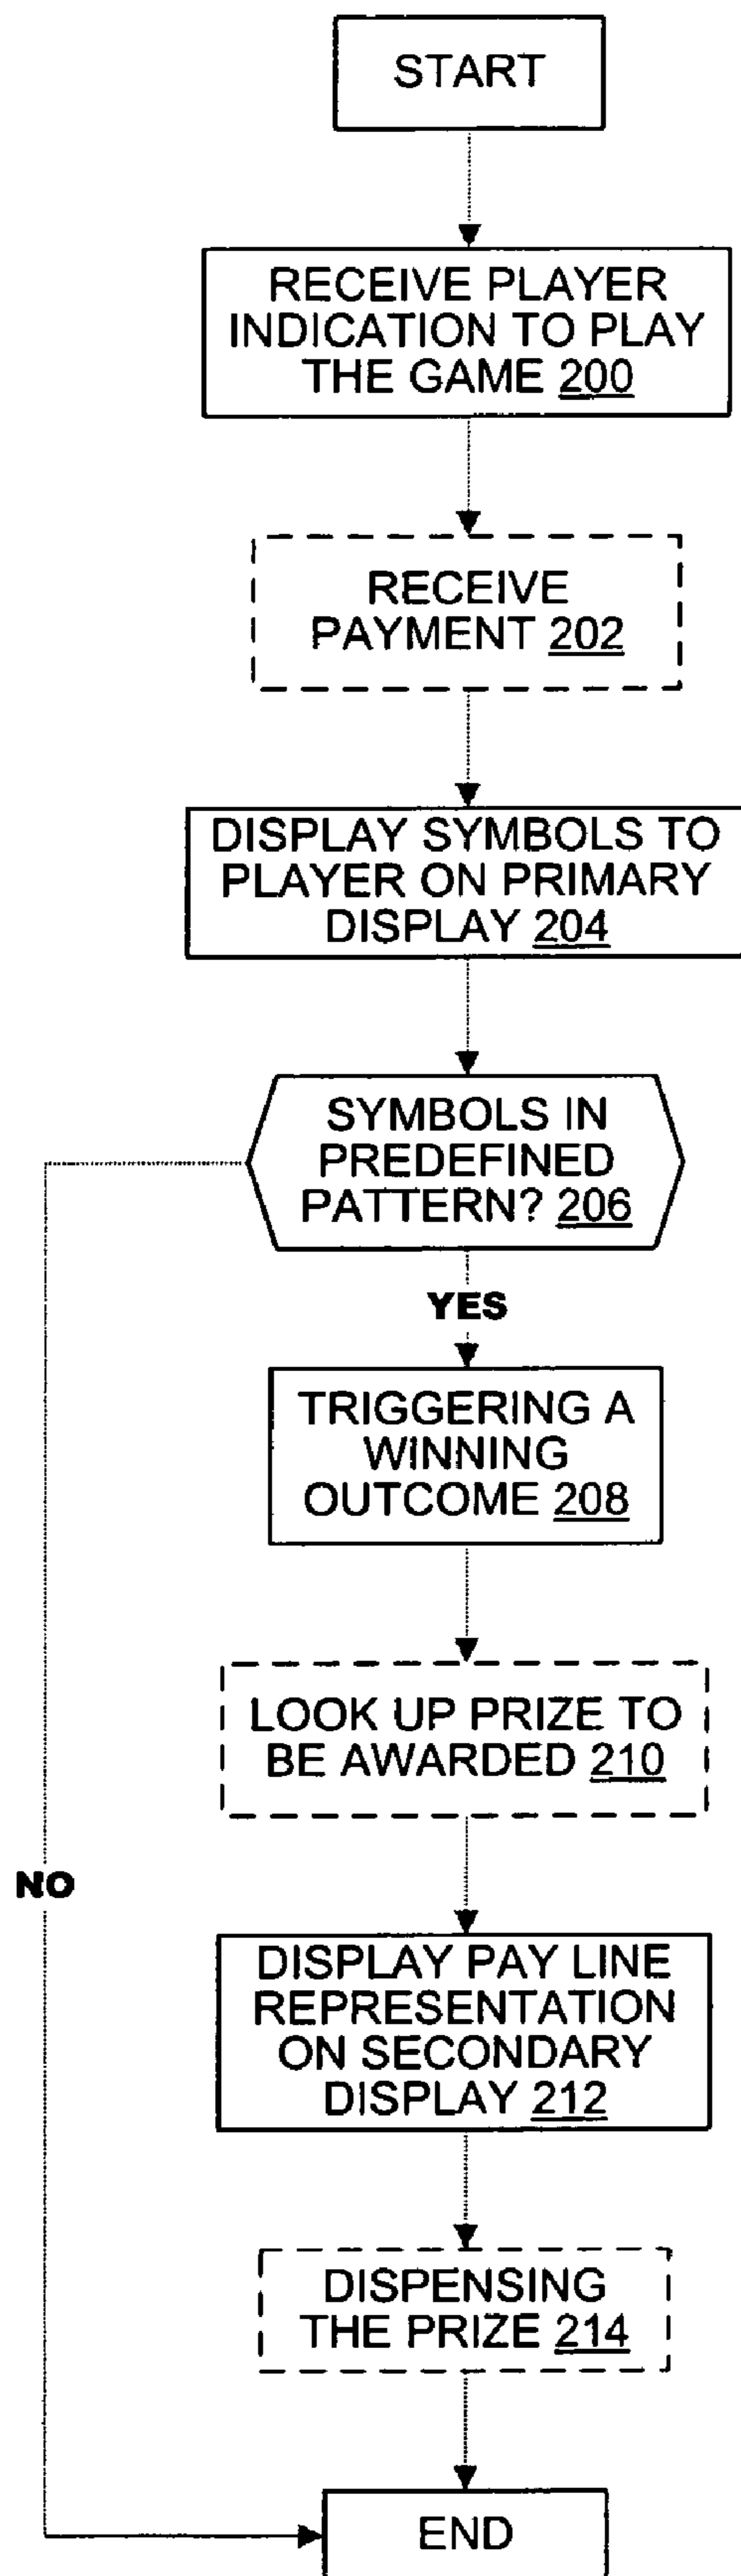 START
RECEIVE PLAYER
INDICATION TO PLAY
THE GAME 200
RECEIVE
PAYMENT 202
DISPLAY SYMBOLS TO
PLAYER ON PRIMARY
DISPLAY 204
SYMBOLS IN
PREDEFINED
PATTERN? 206
YES
TRIGGERING A
WINNING
OUTCOME 208
LOOK UP PRIZE TO
BE AWARDED 210
NO
DISPLAY PAY LINE
REPRESENTATION
ON SECONDARY
DISPLAY 212
DISPENSING
THE PRIZE 214
END